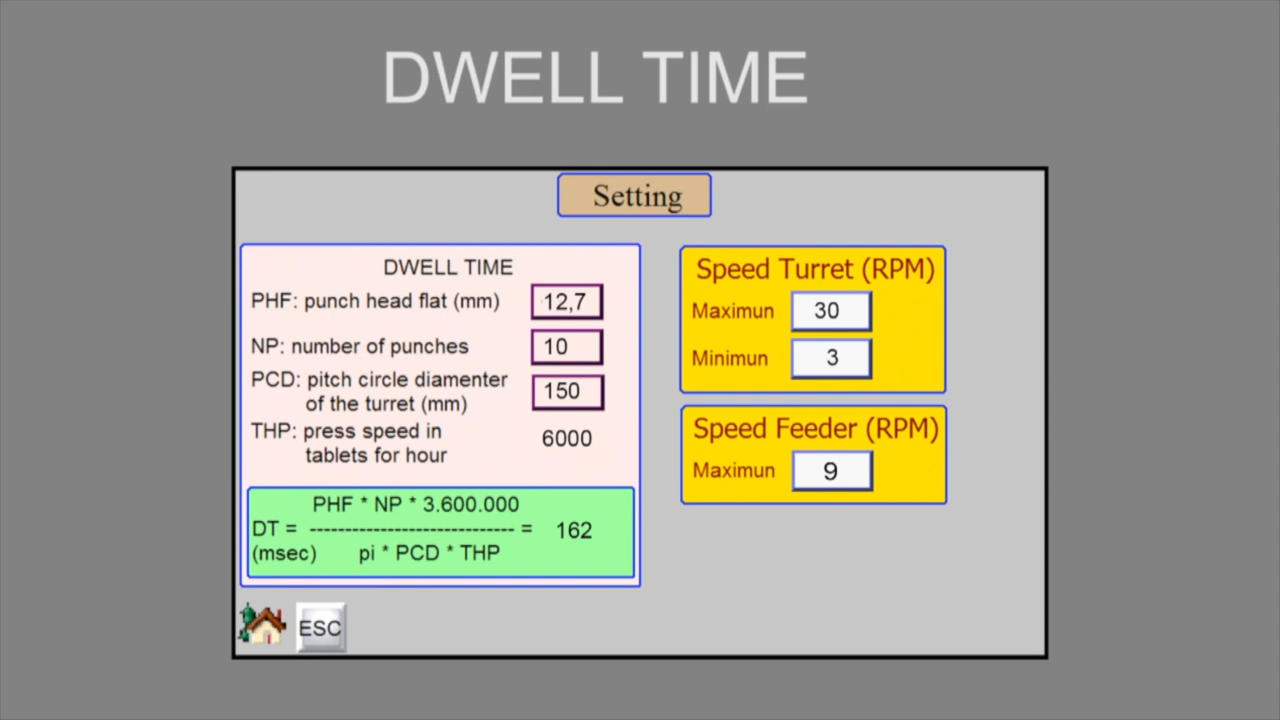 DWELL TIME
Setting
DWELL TIME
PHF: punch head flat (mm) 12,7
NP: number of punches 10
PCD: pitch circle diamenter
of the turret (mm) 150
THP: press speed in
tablets for hour 6000
PHF * NP * 3.600.000
DT = ---------------------------- = 162
(msec) pi * PCD * THP
Speed Turret (RPM)
Maximun 30
Minimun 3
Speed Feeder (RPM)
Maximun 9
ESC